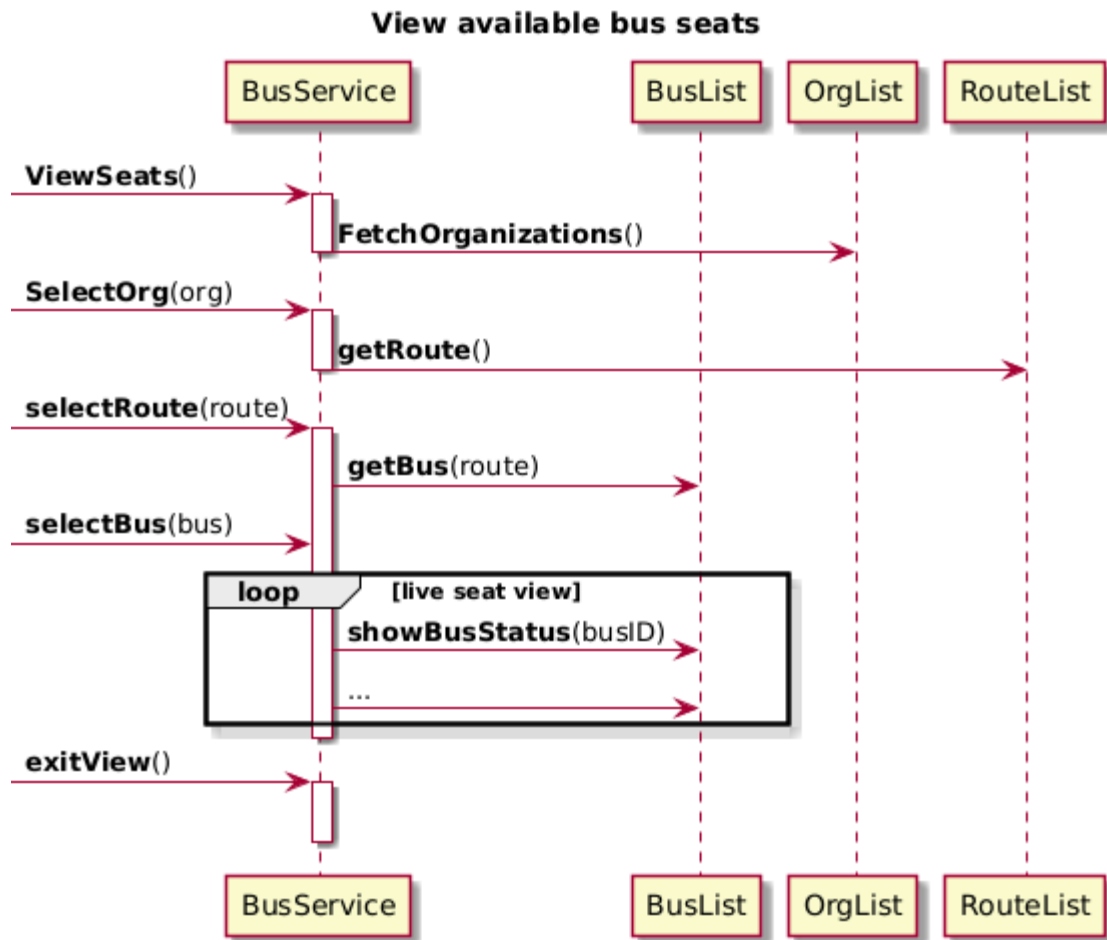 View available bus seats
BusService BusList OrgList RouteList
ViewSeats()
FetchOrganizations()
SelectOrg(org)
getRoute()
selectRoute(route)
getBus(route)
selectBus(bus)
loop [live seat view]
showBusStatus(busID)
...
exitView()
BusService BusList OrgList RouteList